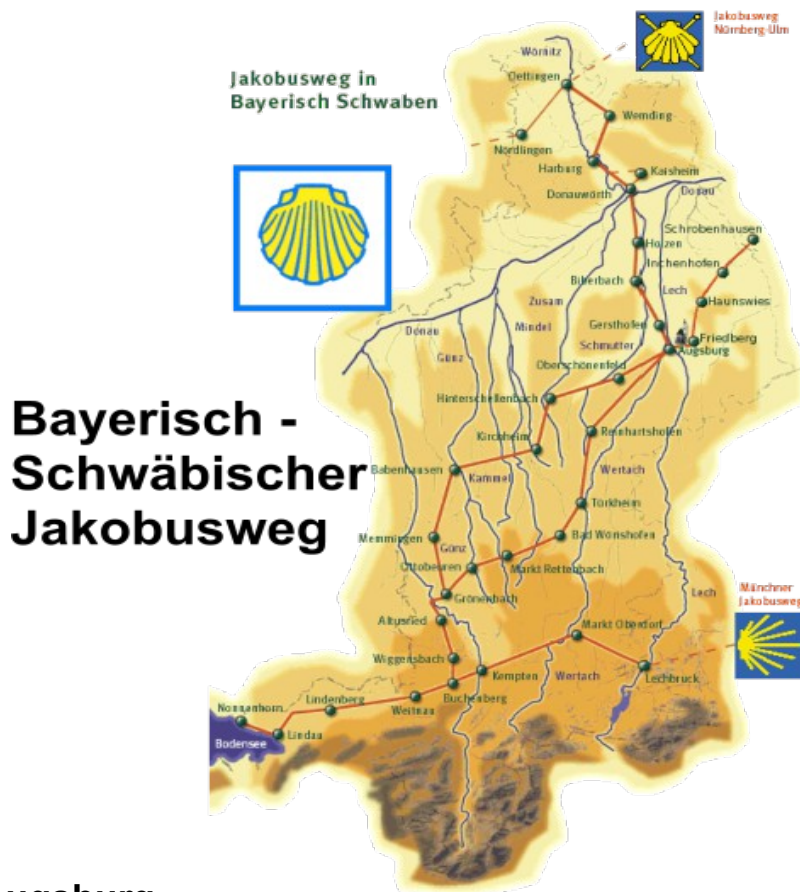 Jakobusweg
Nürnberg-Ulm
Jakobusweg in
Bayerisch Schwaben
Wörnitz
Oettingen
Wemding
Nördlingen
Harburg
Kaisheim
Donauwörth
Donau
Schrobenhausen
Holzen
Inchenhofen
Biberbach
Lech
Zusam
Haunswies
Donau
Mindel
Gersthofen
Friedberg
Schmutter
Augsburg
Günz
Oberschönenfeld
Hinterschellenbach
Bayerisch -
Schwäbischer
Jakobusweg
Reinhartshofen
Kirchheim
Babenhausen
Kammel
Wertach
Türkheim
Memmingen
Günz
Bad Wörishofen
Ottobeuren
Markt Rettenbach
Grönenbach
Lech
Münchner
Jakobusweg
Altusried
Markt Oberdorf
Wiggensbach
Kempten
Wertach
Lechbruck
Buchenberg
Nonnenhorn
Lindenberg
Weitnau
Lindau
Bodensee